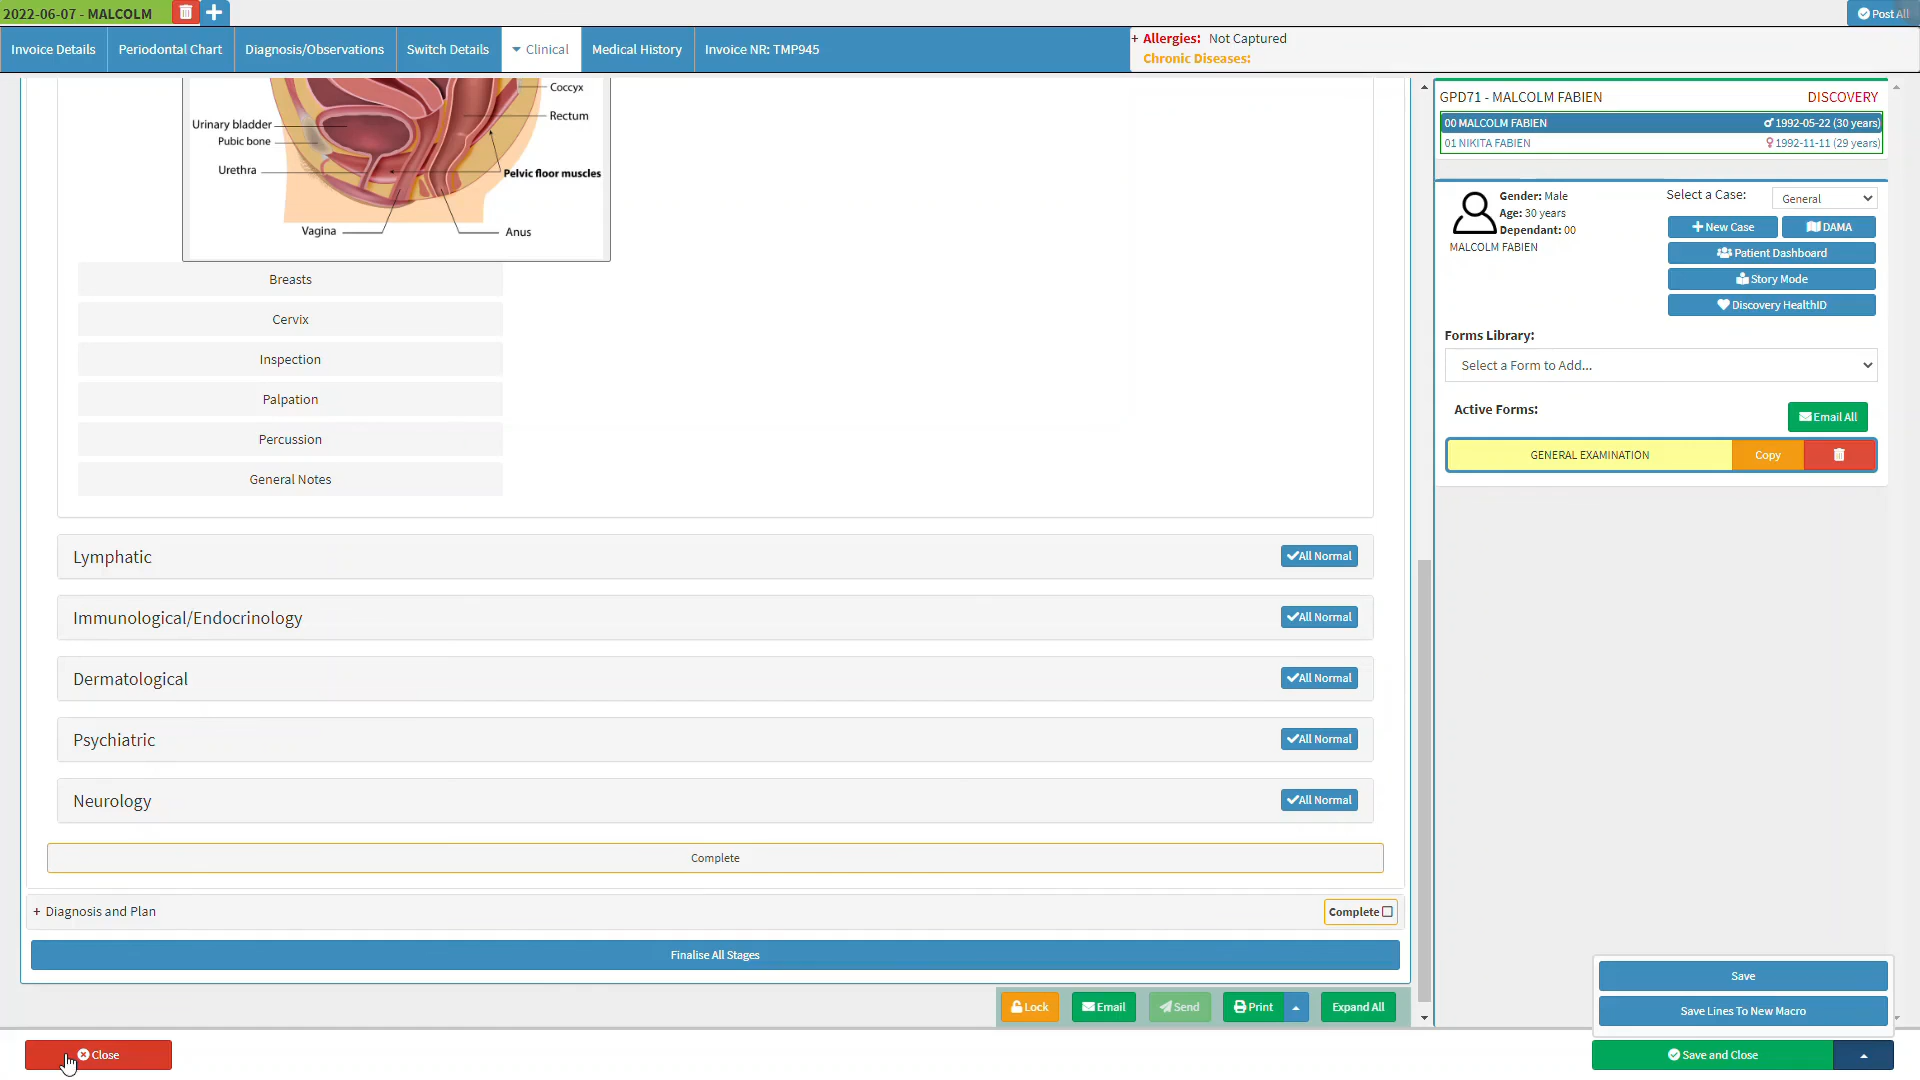 2022-06-07 - MALCOLM
Post All
Invoice Details
Periodontal Chart
Diagnosis/Observations
Switch Details
Clinical
Medical History
Invoice NR: TMP945
+ Allergies: Not Captured
Chronic Diseases:
Coccyx
Rectum
Urinary bladder
Pubic bone
Urethra
Pelvic floor muscles
Vagina
Anus
Breasts
Cervix
Inspection
Palpation
Percussion
General Notes
Lymphatic
All Normal
Immunological/Endocrinology
All Normal
Dermatological
All Normal
Psychiatric
All Normal
Neurology
All Normal
Complete
+ Diagnosis and Plan
Complete
Finalise All Stages
Lock
Email
Send
Print
Expand All
GPD71 - MALCOLM FABIEN
DISCOVERY
00 MALCOLM FABIEN
1992-05-22 (30 years)
01 NIKITA FABIEN
1992-11-11 (29 years)
Gender: Male
Age: 30 years
Dependant: 00
MALCOLM FABIEN
Select a Case:
General
New Case
DAMA
Patient Dashboard
Story Mode
Discovery HealthID
Forms Library:
Select a Form to Add...
Active Forms:
Email All
GENERAL EXAMINATION
Copy
Save
Save Lines To New Macro
Close
Save and Close